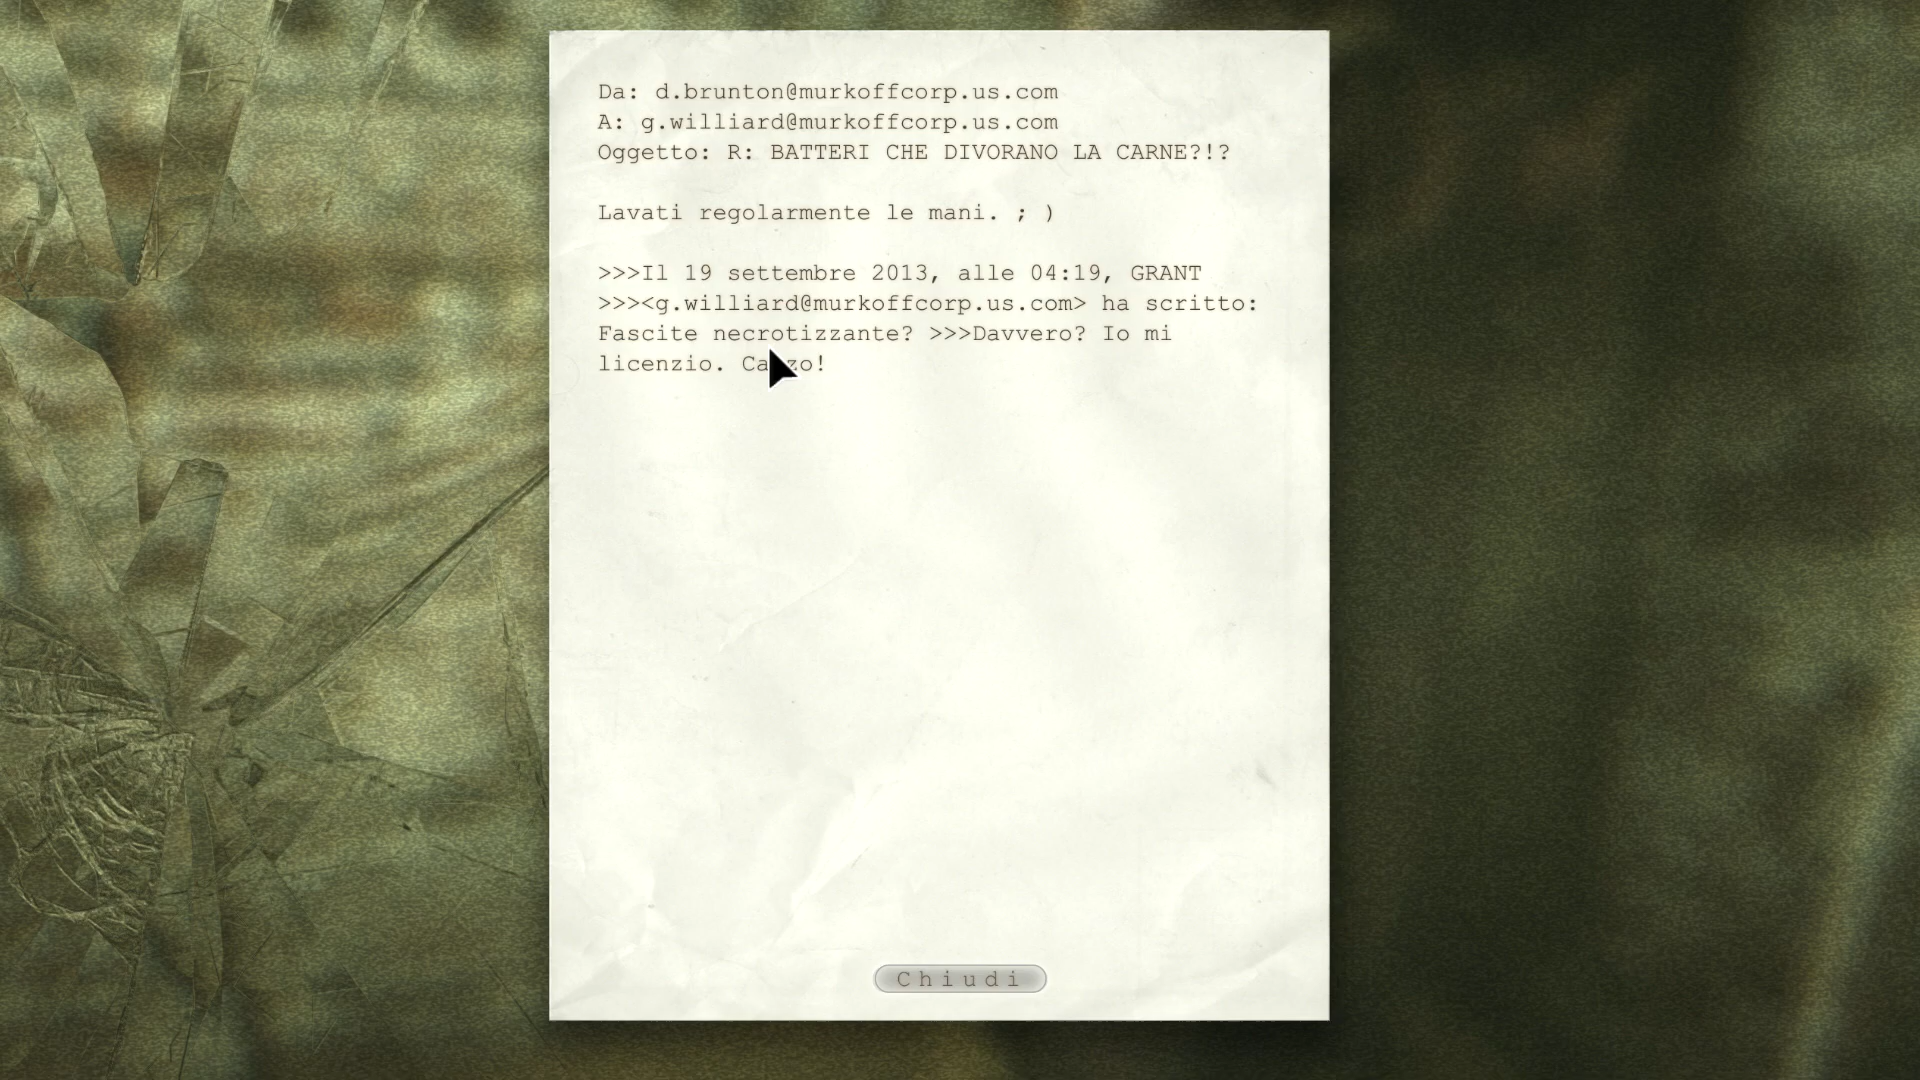 Da: d.brunton@murkoffcorp.us.com
A: g.williard@murkoffcorp.us.com
Oggetto: R: BATTERI CHE DIVORANO LA CARNE?!?
Lavati regolarmente le mani. ; )
>>>Il 19 settembre 2013, alle 04:19, GRANT
>>><g.williard@murkoffcorp.us.com> ha scritto:
Fascite necrotizzante? >>>Davvero? Io mi
licenzio. Cazzo!
Chiudi